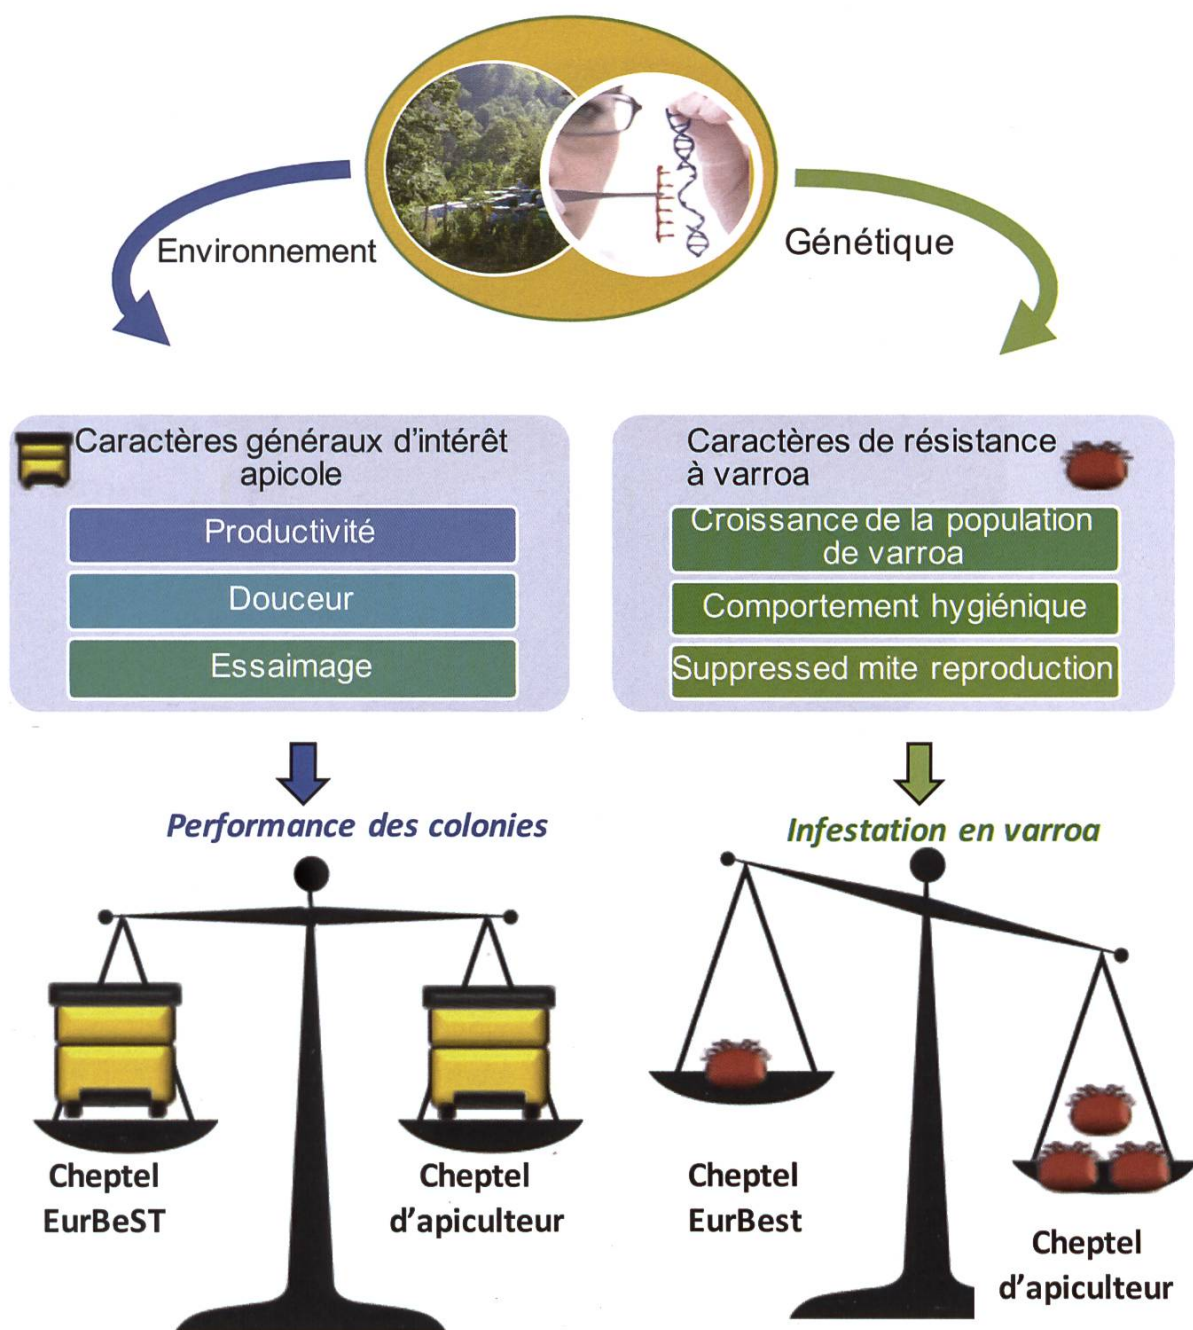 Environnement
Génétique
Caractères généraux d'intérêt
apicole
Productivité
Douceur
Essaimage
Caractères de résistance
à varroa
Croissance de la population
de varroa
Comportement hygiénique
Suppressed mite reproduction
Performance des colonies
Infestation en varroa
Cheptel
EurBeST
Cheptel
d'apiculteur
Cheptel
EurBest
Cheptel
d'apiculteur